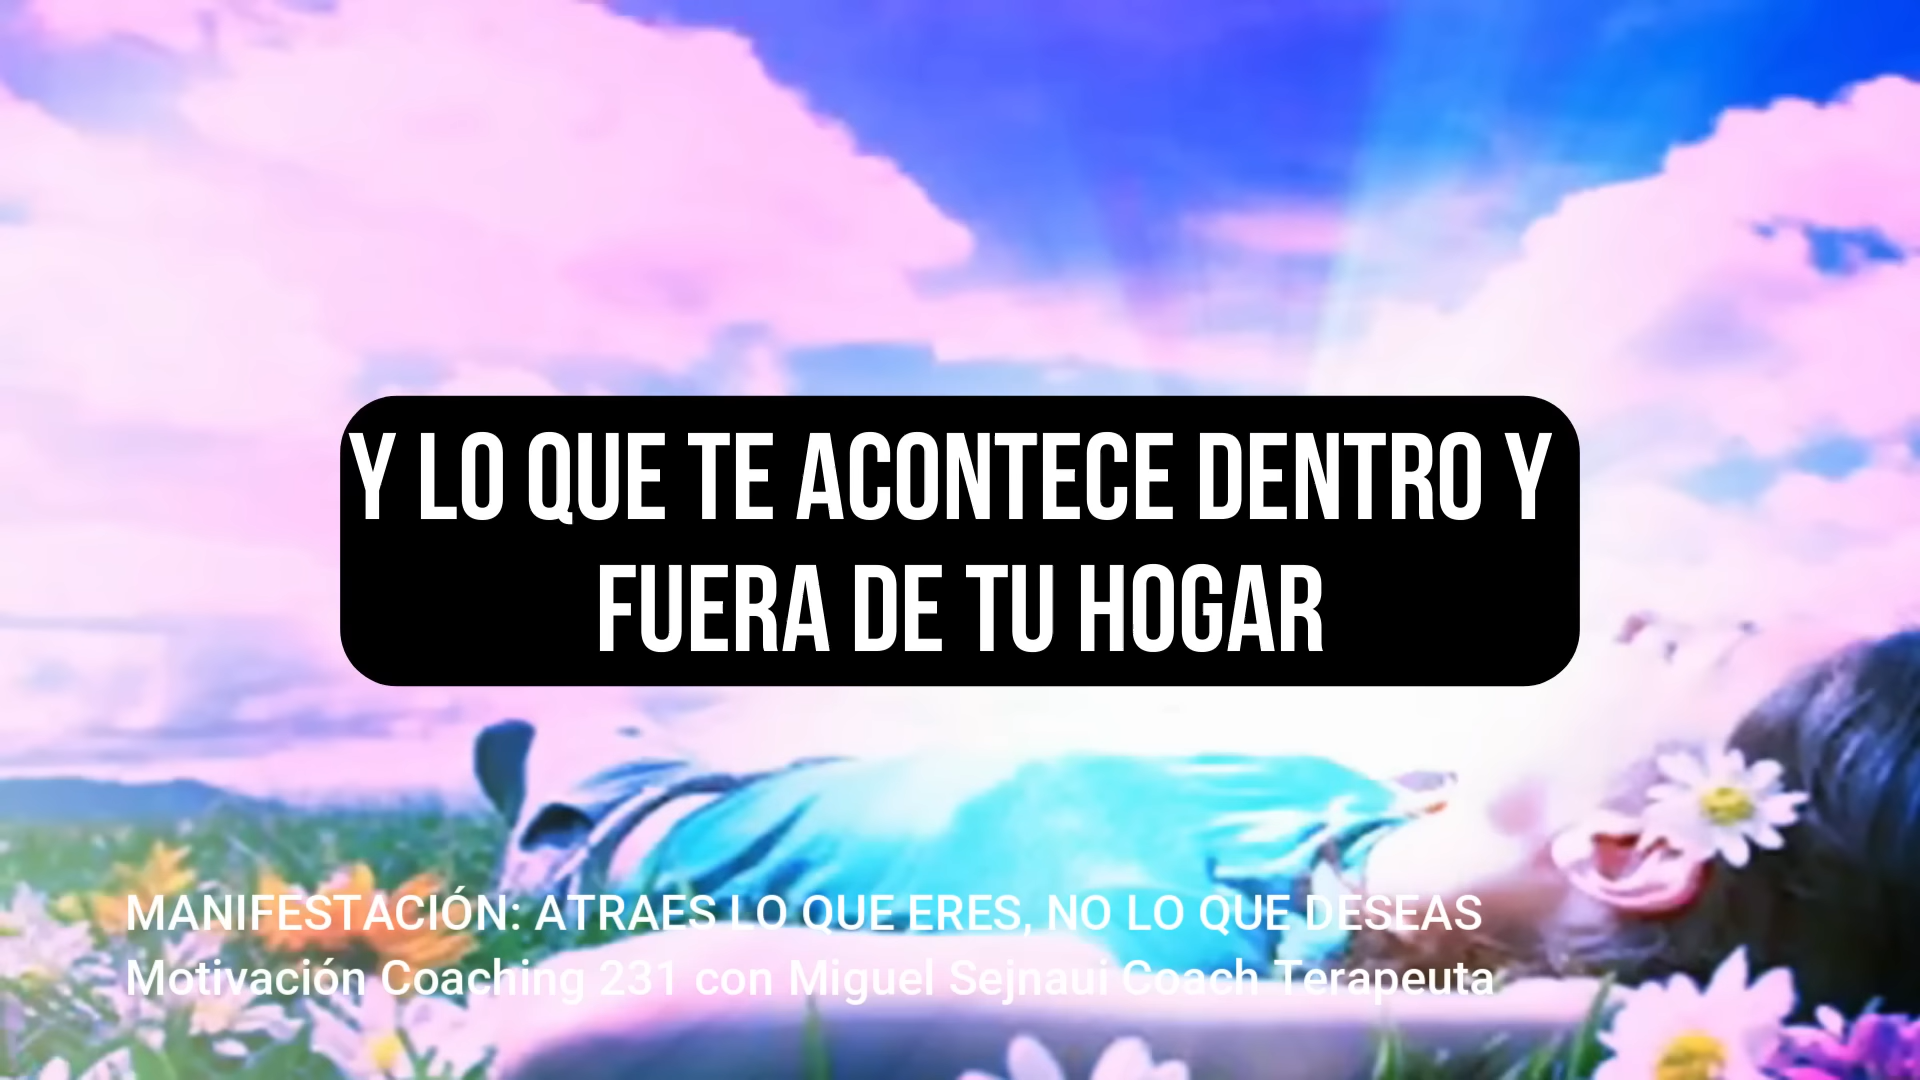 Y LO QUE TE ACONTECE DENTRO Y
FUERA DE TU HOGAR
MANIFESTACIÓN: ATRAES LO QUE ERES, NO LO QUE DESEAS
Motivación Coaching 231 con Miguel Sejnaui Coach Terapeuta